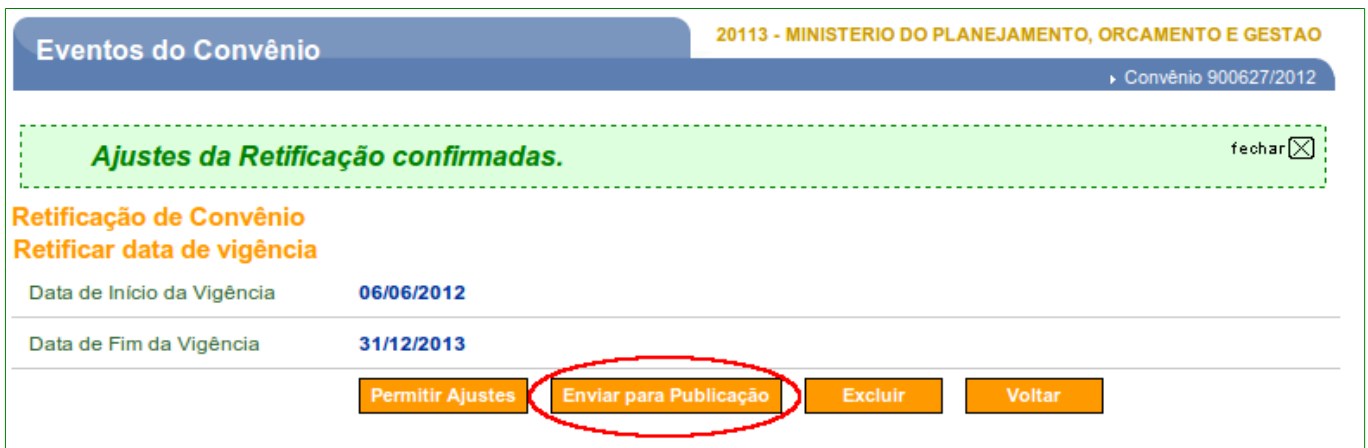 Eventos do Convênio
20113 - MINISTERIO DO PLANEJAMENTO, ORCAMENTO E GESTAO
Convênio 900627/2012
Ajustes da Retificação confirmadas.
fechar
Retificação de Convênio
Retificar data de vigência
Data de Início da Vigência 06/06/2012
Data de Fim da Vigência 31/12/2013
Permitir Ajustes Enviar para Publicação Excluir Voltar